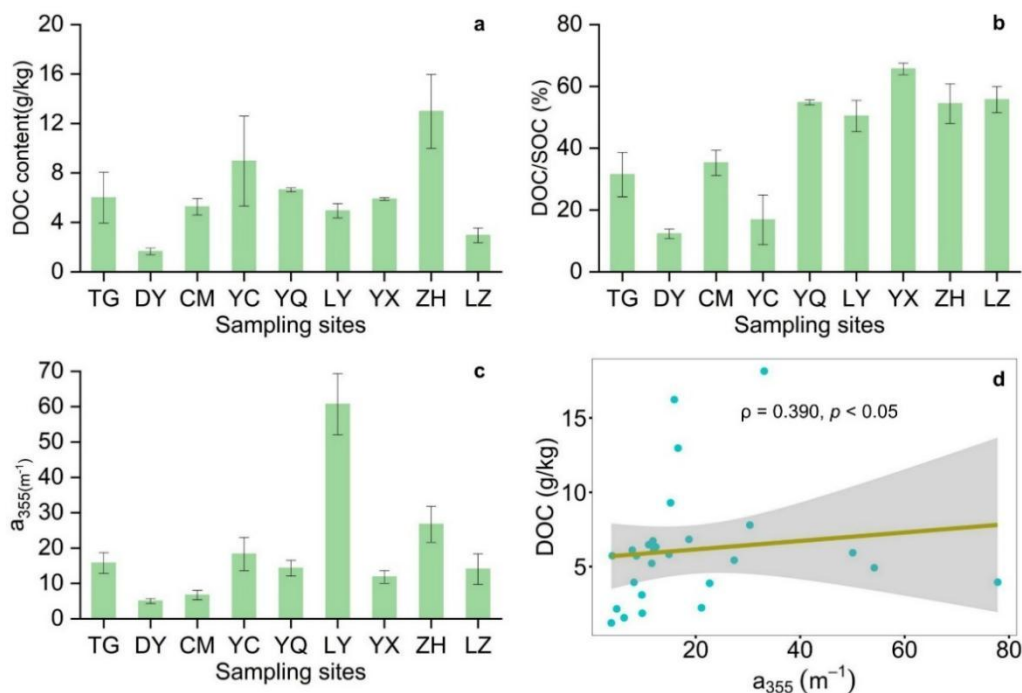 a
20
16
12
8
4
0
DOC content(g/kg)
TG DY CM YC YQ LY YX ZH LZ
Sampling sites
b
80
60
40
20
0
DOC/SOC (%)
TG DY CM YC YQ LY YX ZH LZ
Sampling sites
c
70
60
50
40
30
20
10
0
a355(m-1)
TG DY CM YC YQ LY YX ZH LZ
Sampling sites
d
ρ = 0.390, p < 0.05
15
10
5
DOC (g/kg)
20 40 60 80
a355 (m−1)